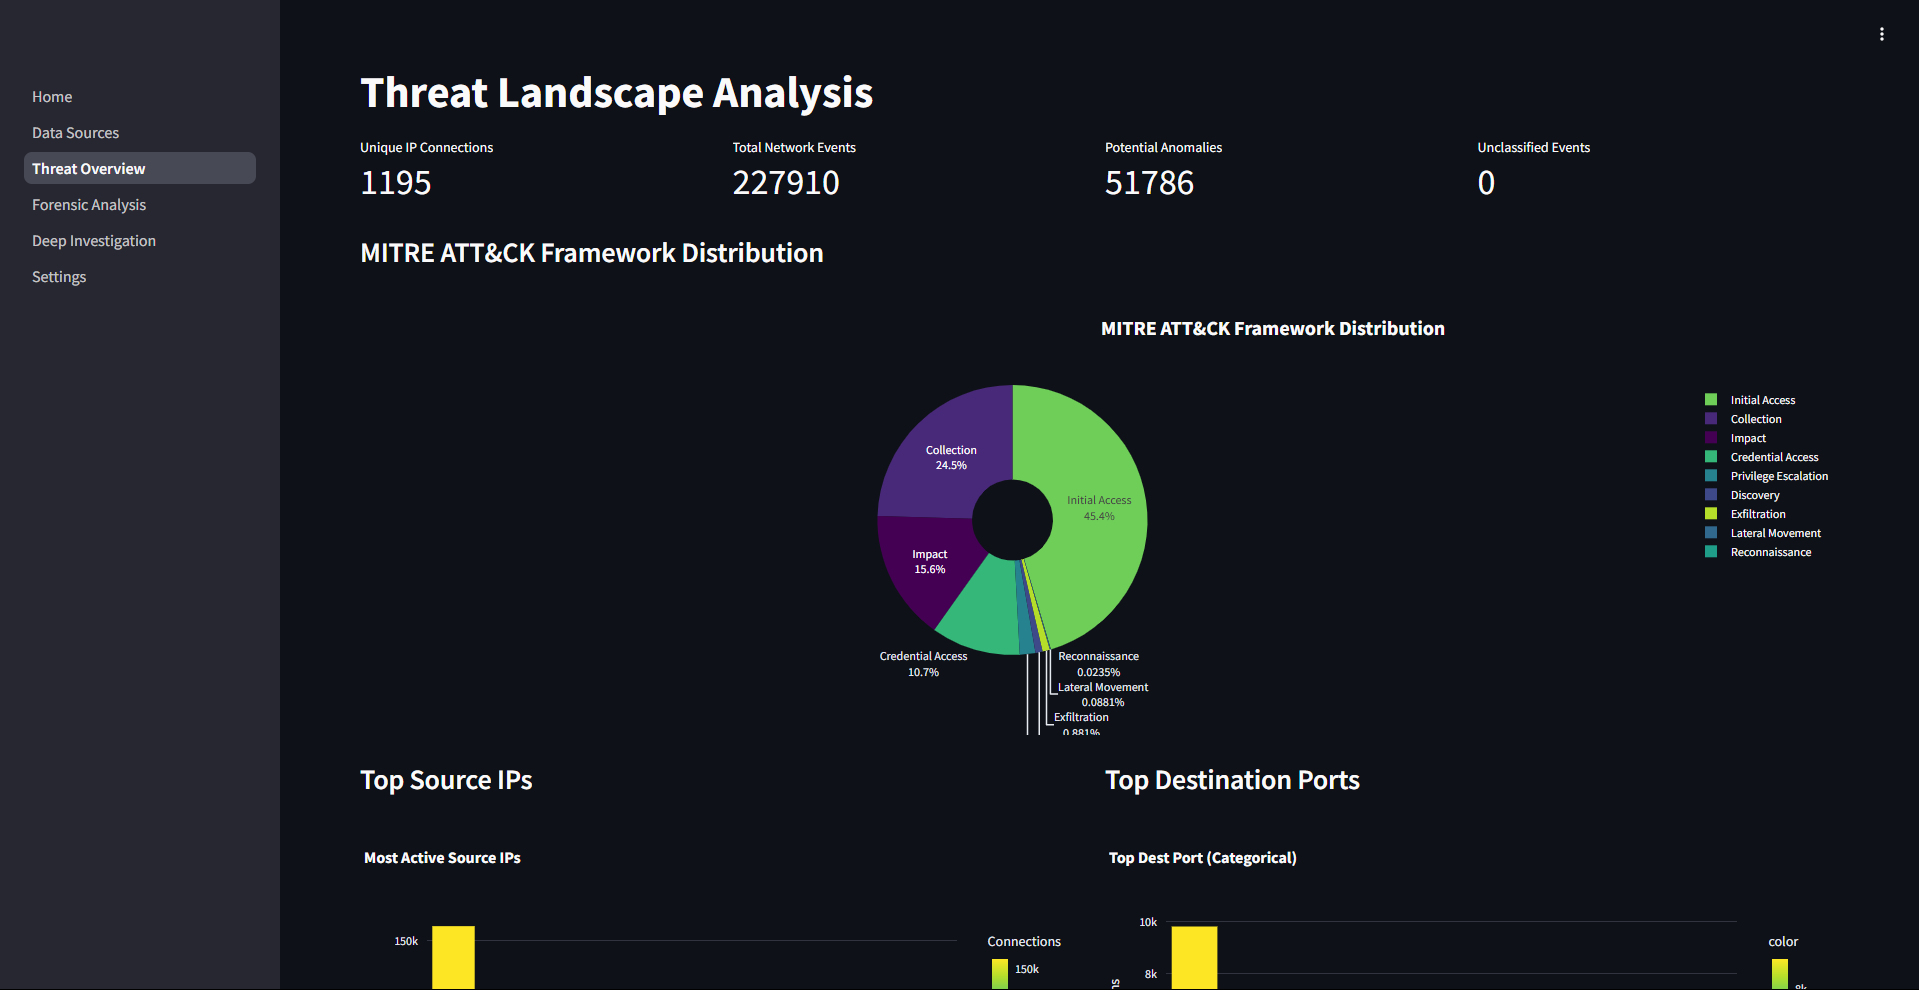 Home
Data Sources
Threat Overview
Forensic Analysis
Deep Investigation
Settings
Threat Landscape Analysis
Unique IP Connections
1195
Total Network Events
227910
Potential Anomalies
51786
Unclassified Events
0
MITRE ATT&CK Framework Distribution
MITRE ATT&CK Framework Distribution
Collection
24.5%
Initial Access
45.4%
Impact
15.6%
Credential Access
10.7%
Reconnaissance
0.0235%
Lateral Movement
0.0881%
Exfiltration
0.881%
Initial Access
Collection
Impact
Credential Access
Privilege Escalation
Discovery
Exfiltration
Lateral Movement
Reconnaissance
Top Source IPs
Most Active Source IPs
150k
Connections
150k
Top Destination Ports
Top Dest Port (Categorical)
10k
8k
color
8k